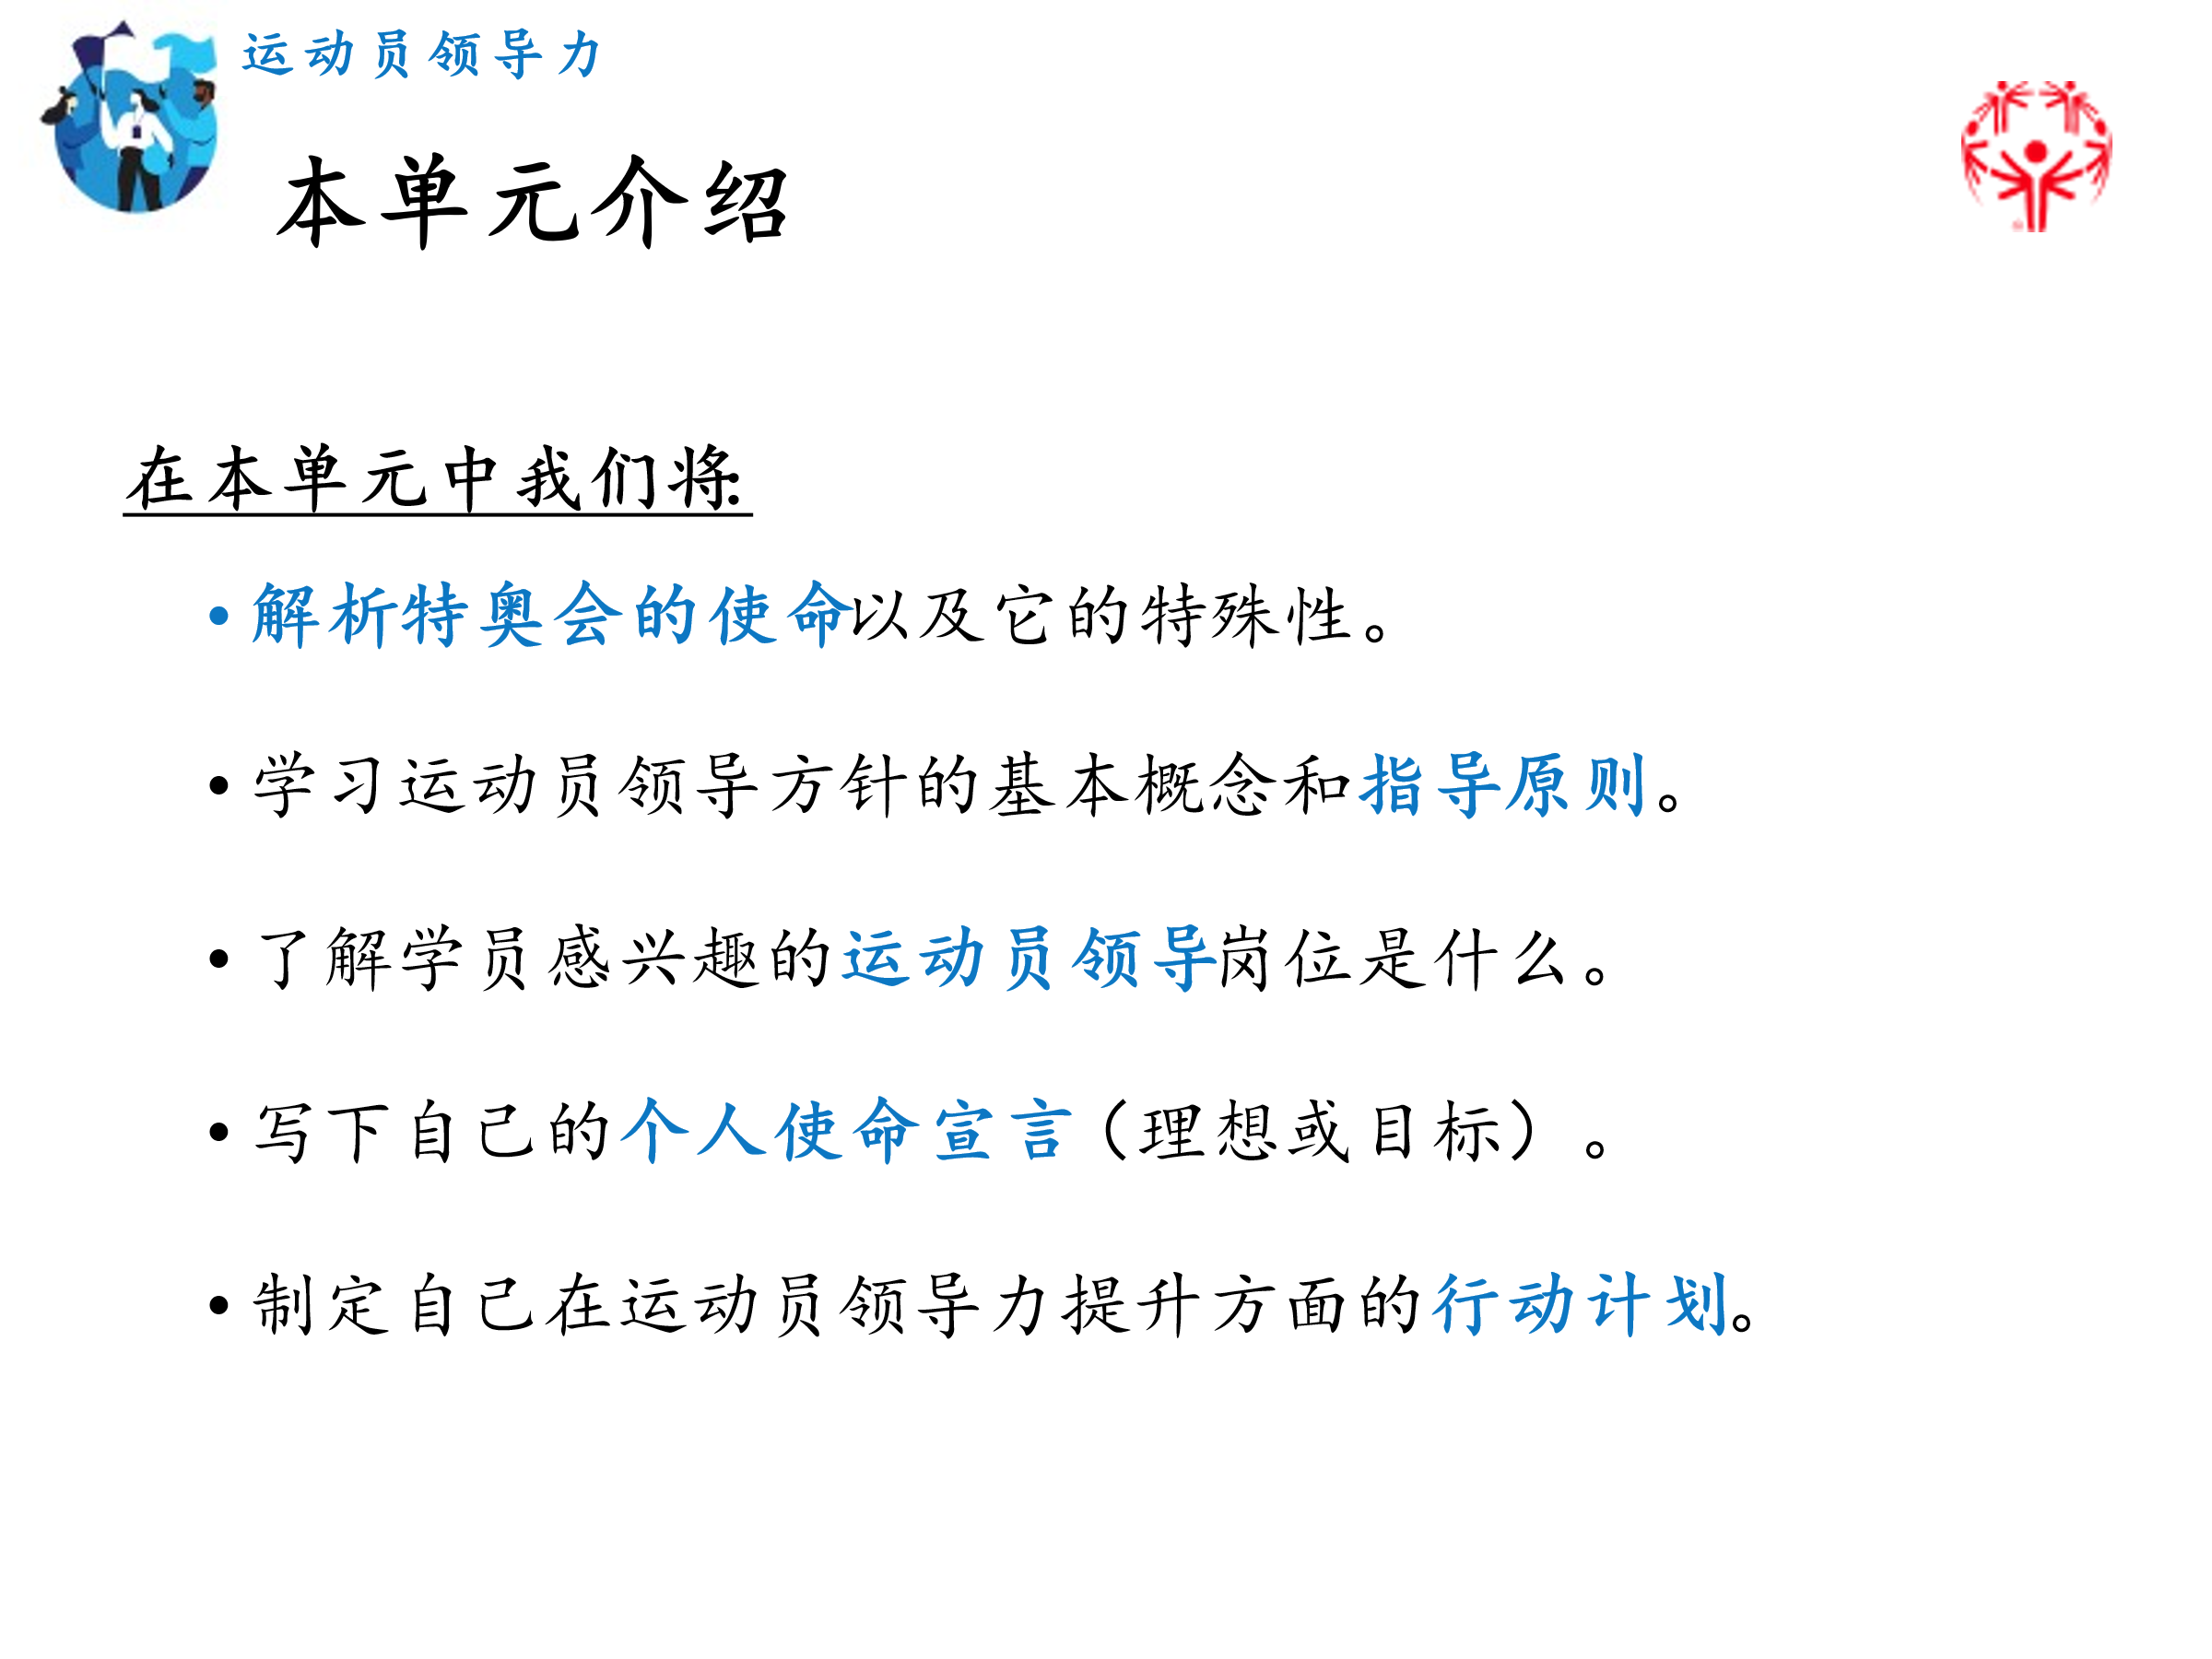 运动员领导力
本单元介绍
在本单元中我们将:
• 解析特奥会的使命以及它的特殊性。
• 学习运动员领导方针的基本概念和指导原则。
• 了解学员感兴趣的运动员领导岗位是什么。
• 写下自己的个人使命宣言（理想或目标）。
• 制定自己在运动员领导力提升方面的行动计划。